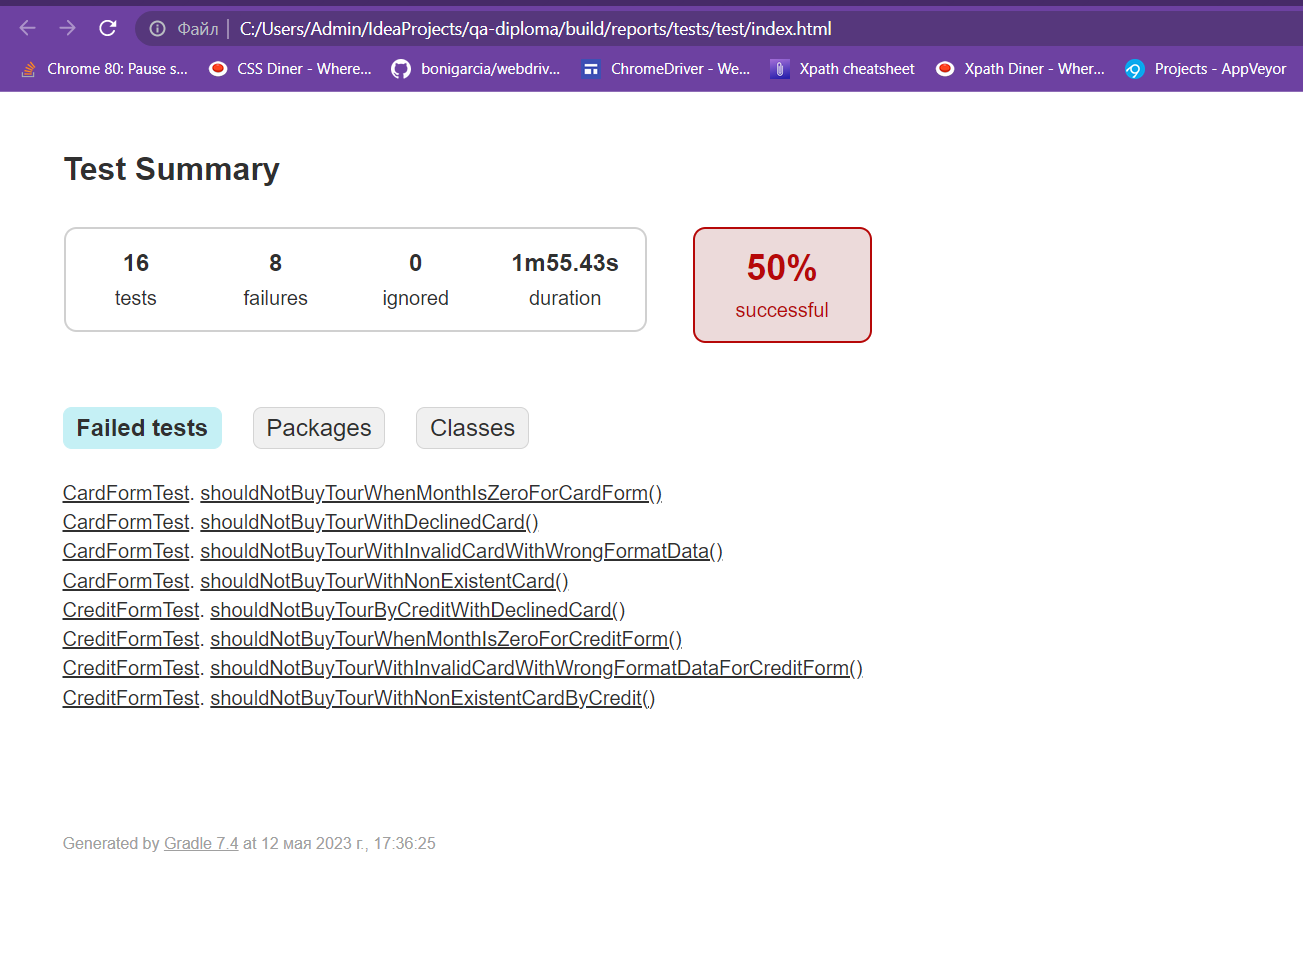 Файл | C:/Users/Admin/IdeaProjects/qa-diploma/build/reports/tests/test/index.html
Chrome 80: Pause s... CSS Diner - Where... bonigarcia/webdriv... ChromeDriver - We... Xpath cheatsheet Xpath Diner - Wher... Projects - AppVeyor
Test Summary
16 8 0 1m55.43s
tests failures ignored duration
50%
successful
Failed tests Packages Classes
CardFormTest. shouldNotBuyTourWhenMonthIsZeroForCardForm()
CardFormTest. shouldNotBuyTourWithDeclinedCard()
CardFormTest. shouldNotBuyTourWithInvalidCardWithWrongFormatData()
CardFormTest. shouldNotBuyTourWithNonExistentCard()
CreditFormTest. shouldNotBuyTourByCreditWithDeclinedCard()
CreditFormTest. shouldNotBuyTourWhenMonthIsZeroForCreditForm()
CreditFormTest. shouldNotBuyTourWithInvalidCardWithWrongFormatDataForCreditForm()
CreditFormTest. shouldNotBuyTourWithNonExistentCardByCredit()
Generated by Gradle 7.4 at 12 мая 2023 г., 17:36:25